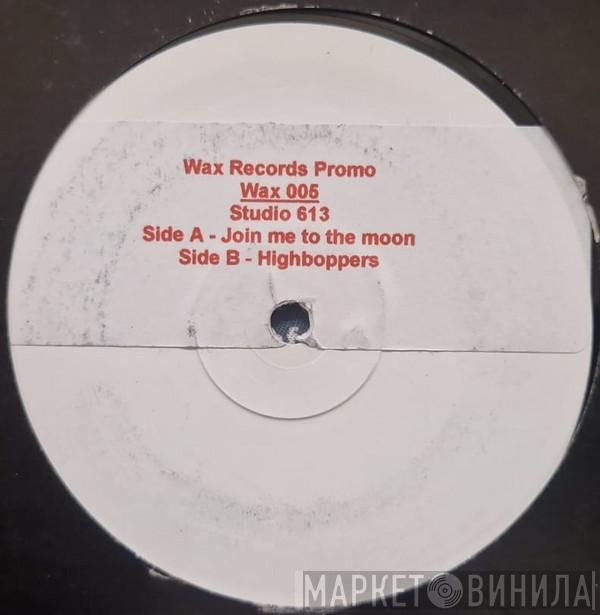 Wax Records Promo
Wax 005
Studio 613
Side A - Join me to the moon
Side B - Highboppers
МАРКЕТ ВИНИЛА